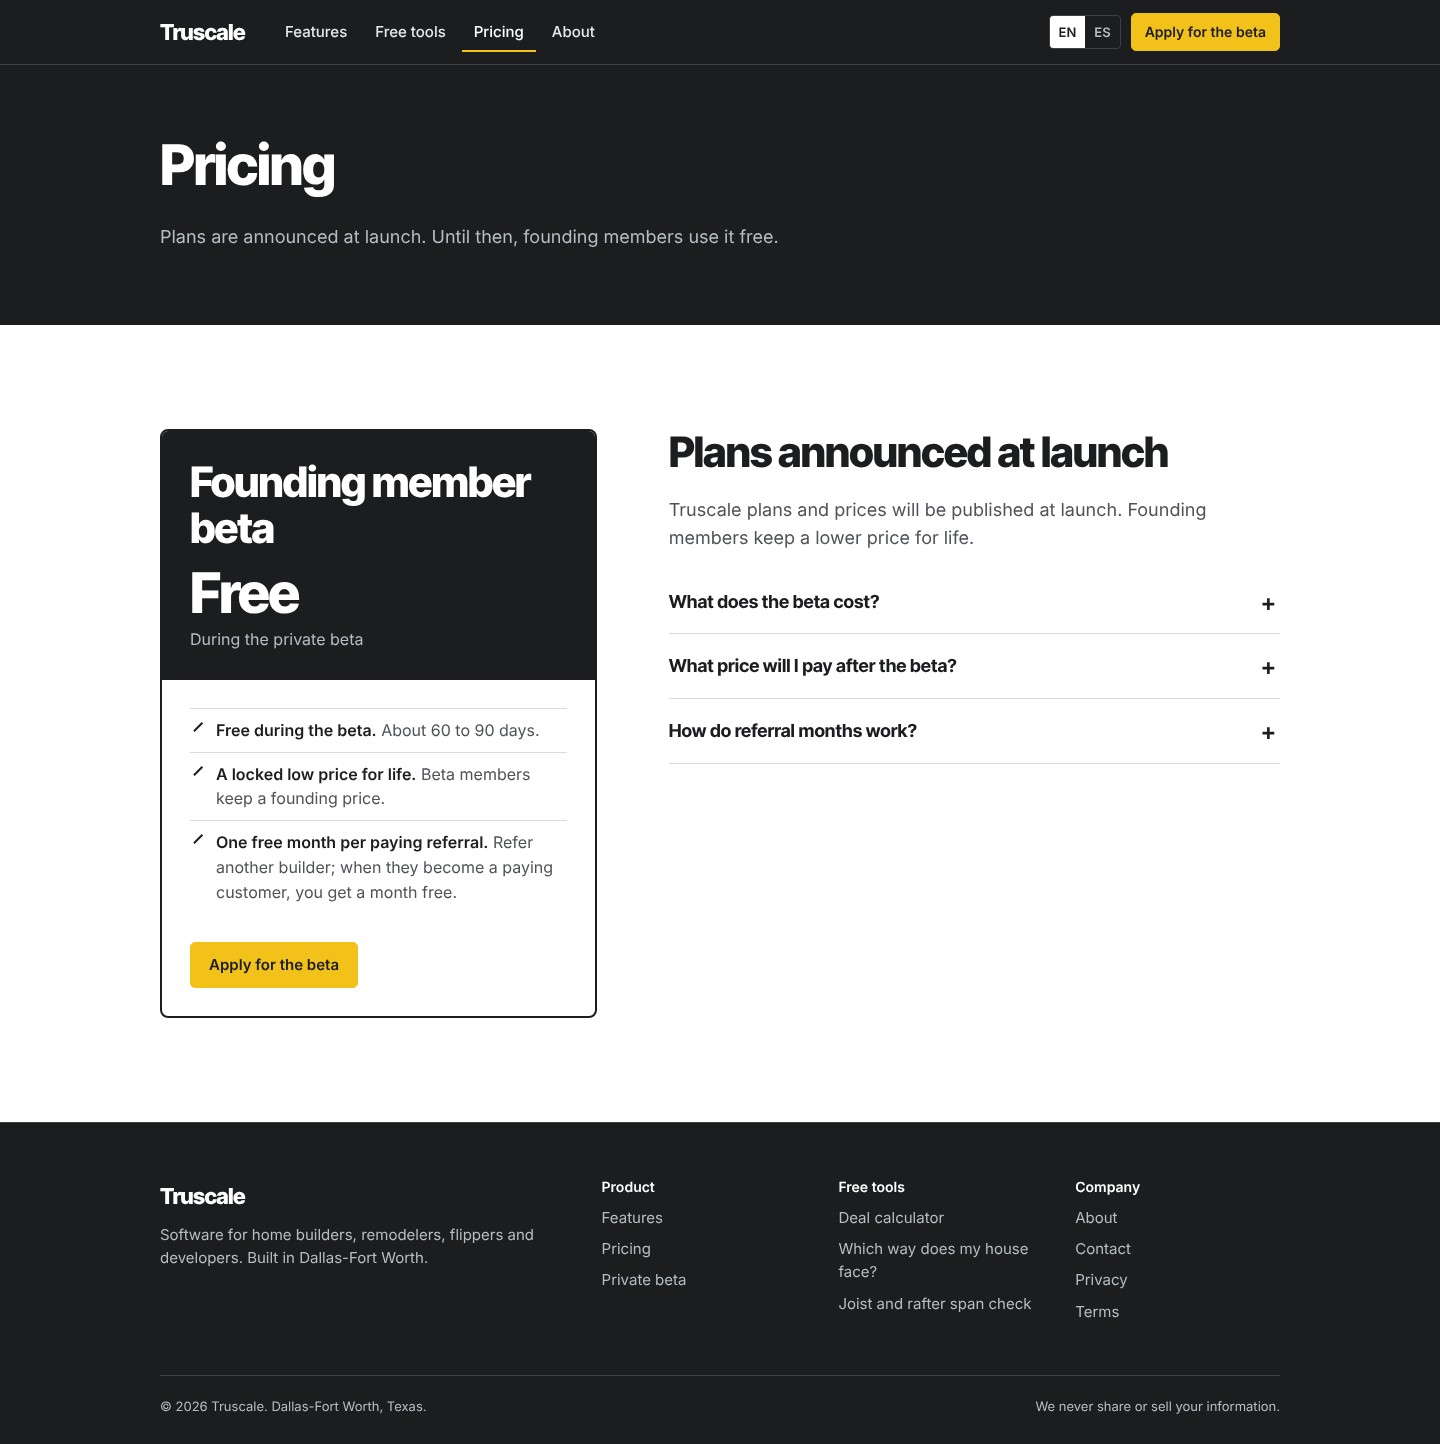 Truscale
Features
Free tools
Pricing
About
EN
ES
Apply for the beta
Pricing
Plans are announced at launch. Until then, founding members use it free.
Founding member
beta
Free
During the private beta
Free during the beta. About 60 to 90 days.
A locked low price for life. Beta members
keep a founding price.
One free month per paying referral. Refer
another builder; when they become a paying
customer, you get a month free.
Apply for the beta
Plans announced at launch
Truscale plans and prices will be published at launch. Founding
members keep a lower price for life.
What does the beta cost? +
What price will I pay after the beta? +
How do referral months work? +
Truscale
Software for home builders, remodelers, flippers and
developers. Built in Dallas-Fort Worth.
Product
Features
Pricing
Private beta
Free tools
Deal calculator
Which way does my house
face?
Joist and rafter span check
Company
About
Contact
Privacy
Terms
© 2026 Truscale. Dallas-Fort Worth, Texas.
We never share or sell your information.